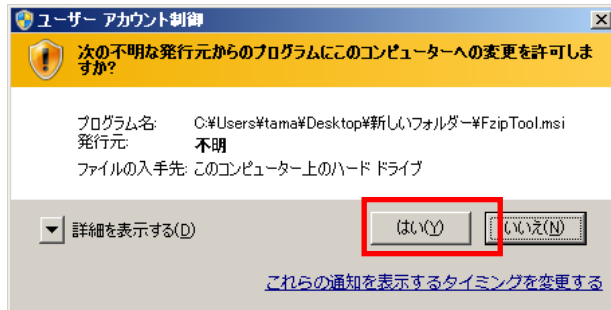 ユーザー アカウント制御
次の不明な発行元からのプログラムにこのコンピューターへの変更を許可しま
すか?
プログラム名: C:¥Users¥tama¥Desktop¥新しいフォルダー¥FzipTool.msi
発行元: 不明
ファイルの入手先: このコンピューター上のハード ドライブ
詳細を表示する(D)
はい(Y)
いいえ(N)
これらの通知を表示するタイミングを変更する